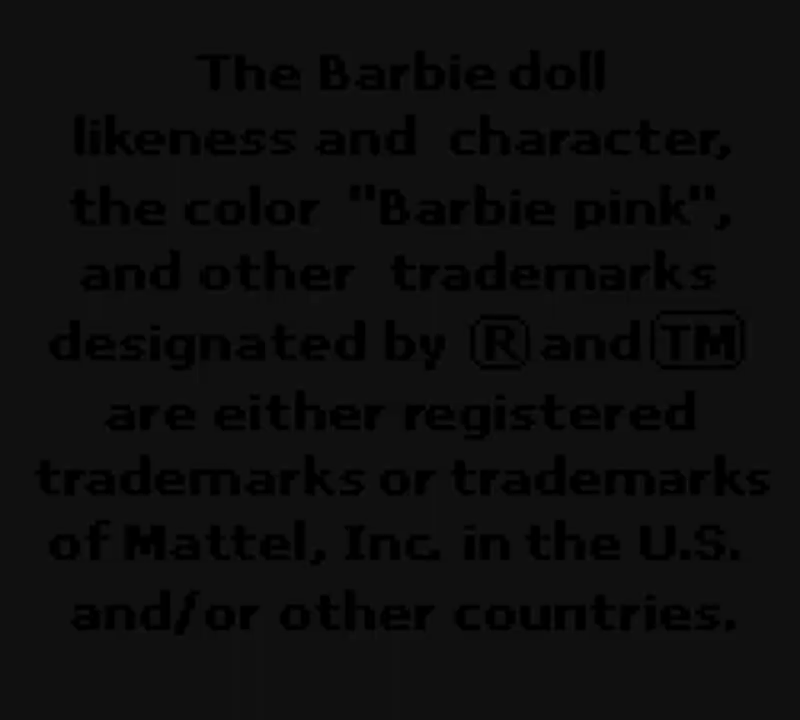 The Barbie doll
likeness and character,
the color "Barbie pink",
and other trademarks
designated by ® and TM
are either registered
trademarks or trademarks
of Mattel, Inc. in the U.S.
and/or other countries.